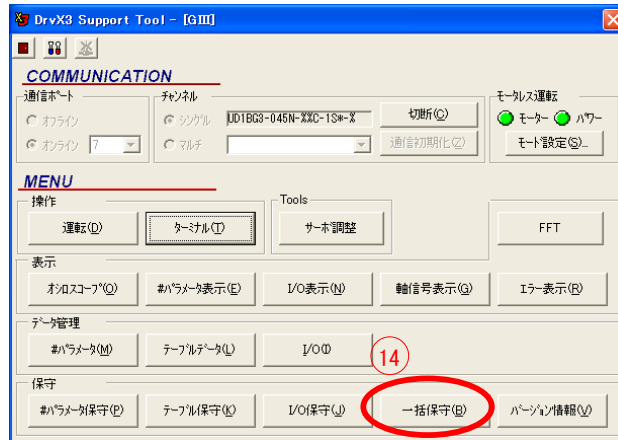 DrvX3 Support Tool - [GIII]
COMMUNICATION
通信ポート
チャンネル
モータレス運転
オフライン
シングル
UD1BG3-045N-XXC-1S*-X
切断(C)
モーター
パワー
オンライン
7
マルチ
通信初期化(Z)
モード設定(S)...
MENU
操作
Tools
運転(D)
ターミナル(T)
サーボ調整
FFT
表示
オシロスコープ(O)
#パラメータ表示(E)
I/O表示(N)
軸信号表示(G)
エラー表示(R)
データ管理
#パラメータ(M)
テーブルデータ(L)
I/O(I)
14
保守
#パラメータ保守(P)
テーブル保守(K)
I/O保守(J)
一括保守(B)
バージョン情報(V)